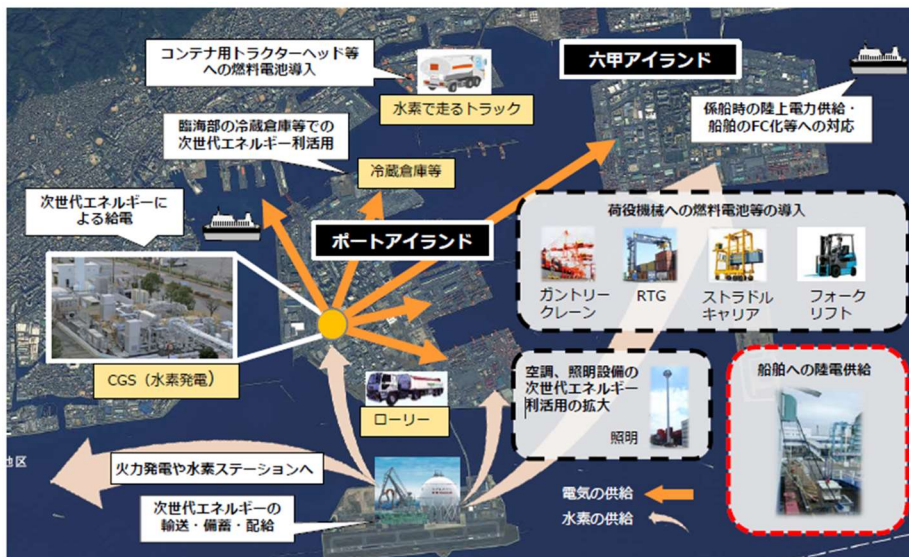 コンテナ用トラクターヘッド等
への燃料電池導入
水素で走るトラック
六甲アイランド
係船時の陸上電力供給・
船舶のFC化等への対応
臨海部の冷蔵倉庫等での
次世代エネルギー利活用
冷蔵倉庫等
次世代エネルギーに
よる給電
ポートアイランド
荷役機械への燃料電池等の導入
ガントリー
クレーン
RTG
ストラドル
キャリア
フォーク
リフト
CGS（水素発電）
ローリー
空調、照明設備の
次世代エネルギー
利活用の拡大
照明
船舶への陸電供給
地区
火力発電や水素ステーションへ
次世代エネルギーの
輸送・備蓄・配給
電気の供給
水素の供給